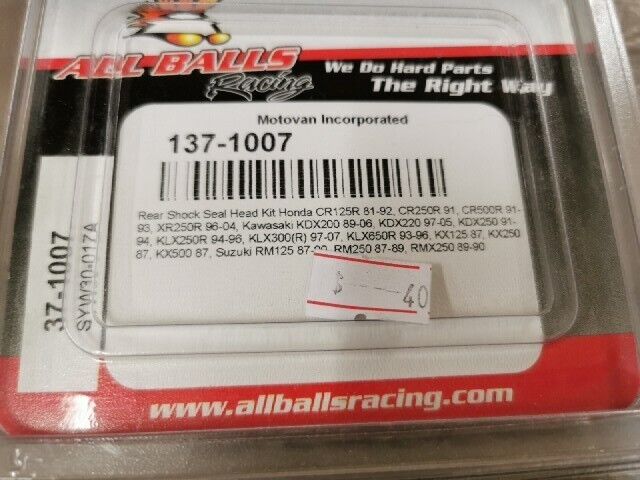 ALL BALLS
Racing
We Do Hard Parts
The Right Way
Motovan Incorporated
137-1007
Rear Shock Seal Head Kit Honda CR125R 81-92, CR250R 91, CR500R 91-
93, XR250R 96-04, Kawasaki KDX200 89-06, KDX220 97-05, KDX250 91-
94, KLX250R 94-96, KLX300(R) 97-07, KLX650R 93-96, KX125 87, KX250
87, KX500 87, Suzuki RM125 87- RM250 87-89, RMX250 89-90
$ 40
37-1007
SYW30-017A
www.allballsracing.com